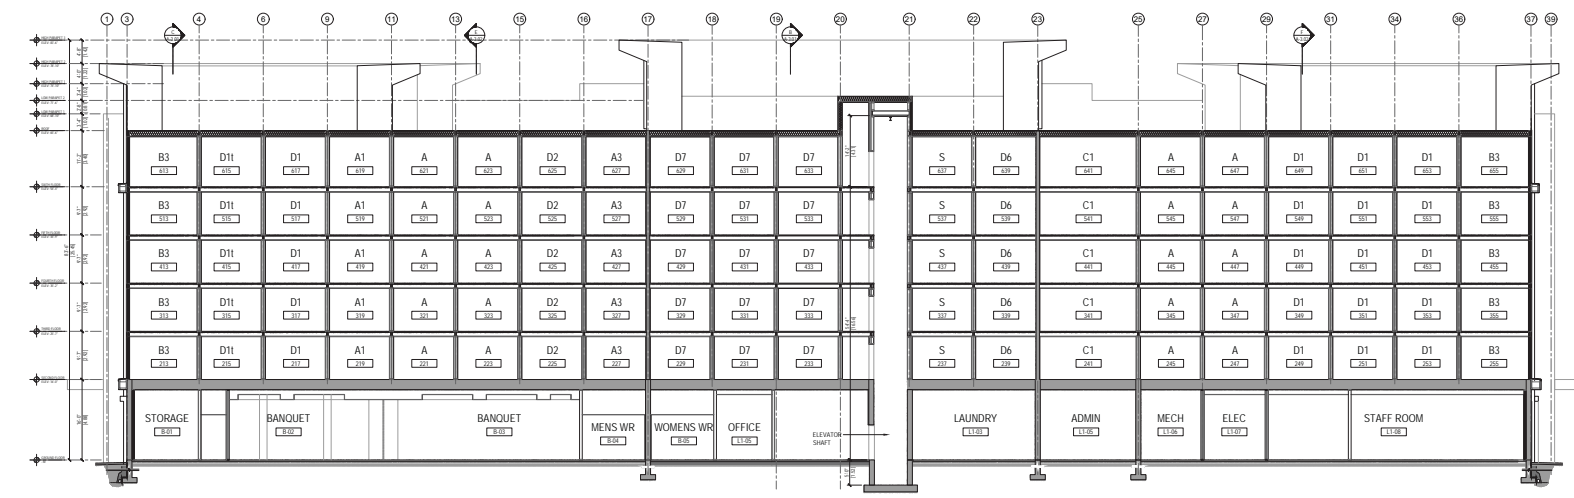 1 3 4 6 9 11 13 15 16 17 18 19 20 21 22 23 25 27 29 31 34 36 37 39
B3 D1t D1 A1 A A D2 A3 D7 D7 D7 S D6 C1 A A D1 D1 D1 B3
613 615 617 619 621 623 625 627 629 631 633 637 639 641 645 647 649 651 653 655
B3 D1t D1 A1 A A D2 A3 D7 D7 D7 S D6 C1 A A D1 D1 D1 B3
513 515 517 519 521 523 525 527 529 531 533 537 539 541 545 547 549 551 553 555
B3 D1t D1 A1 A A D2 A3 D7 D7 D7 S D6 C1 A A D1 D1 D1 B3
413 415 417 419 421 423 425 427 429 431 433 437 439 441 445 447 449 451 453 455
B3 D1t D1 A1 A A D2 A3 D7 D7 D7 S D6 C1 A A D1 D1 D1 B3
313 315 317 319 321 323 325 327 329 331 333 337 339 341 345 347 349 351 353 355
B3 D1t D1 A1 A A D2 A3 D7 D7 D7 S D6 C1 A A D1 D1 D1 B3
213 215 217 219 221 223 225 227 229 231 233 237 239 241 245 247 249 251 253 255
STORAGE BANQUET BANQUET MENS WR WOMENS WR OFFICE LAUNDRY ADMIN MECH ELEC STAFF ROOM
B-01 B-02 B-03 B-04 B-05 L1-05 L1-03 L1-05 L1-06 L1-07 L1-08
ELEVATOR
SHAFT